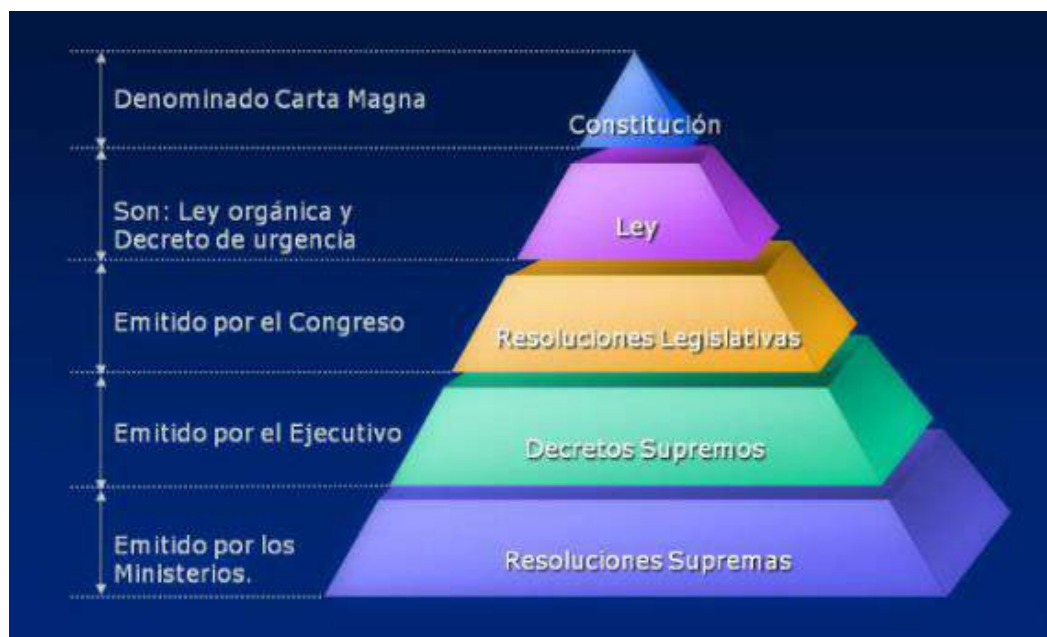 Denominado Carta Magna
Constitución
Son: Ley orgánica y
Decreto de urgencia
Ley
Emitido por el Congreso
Resoluciones Legislativas
Emitido por el Ejecutivo
Decretos Supremos
Emitido por los
Ministerios.
Resoluciones Supremas